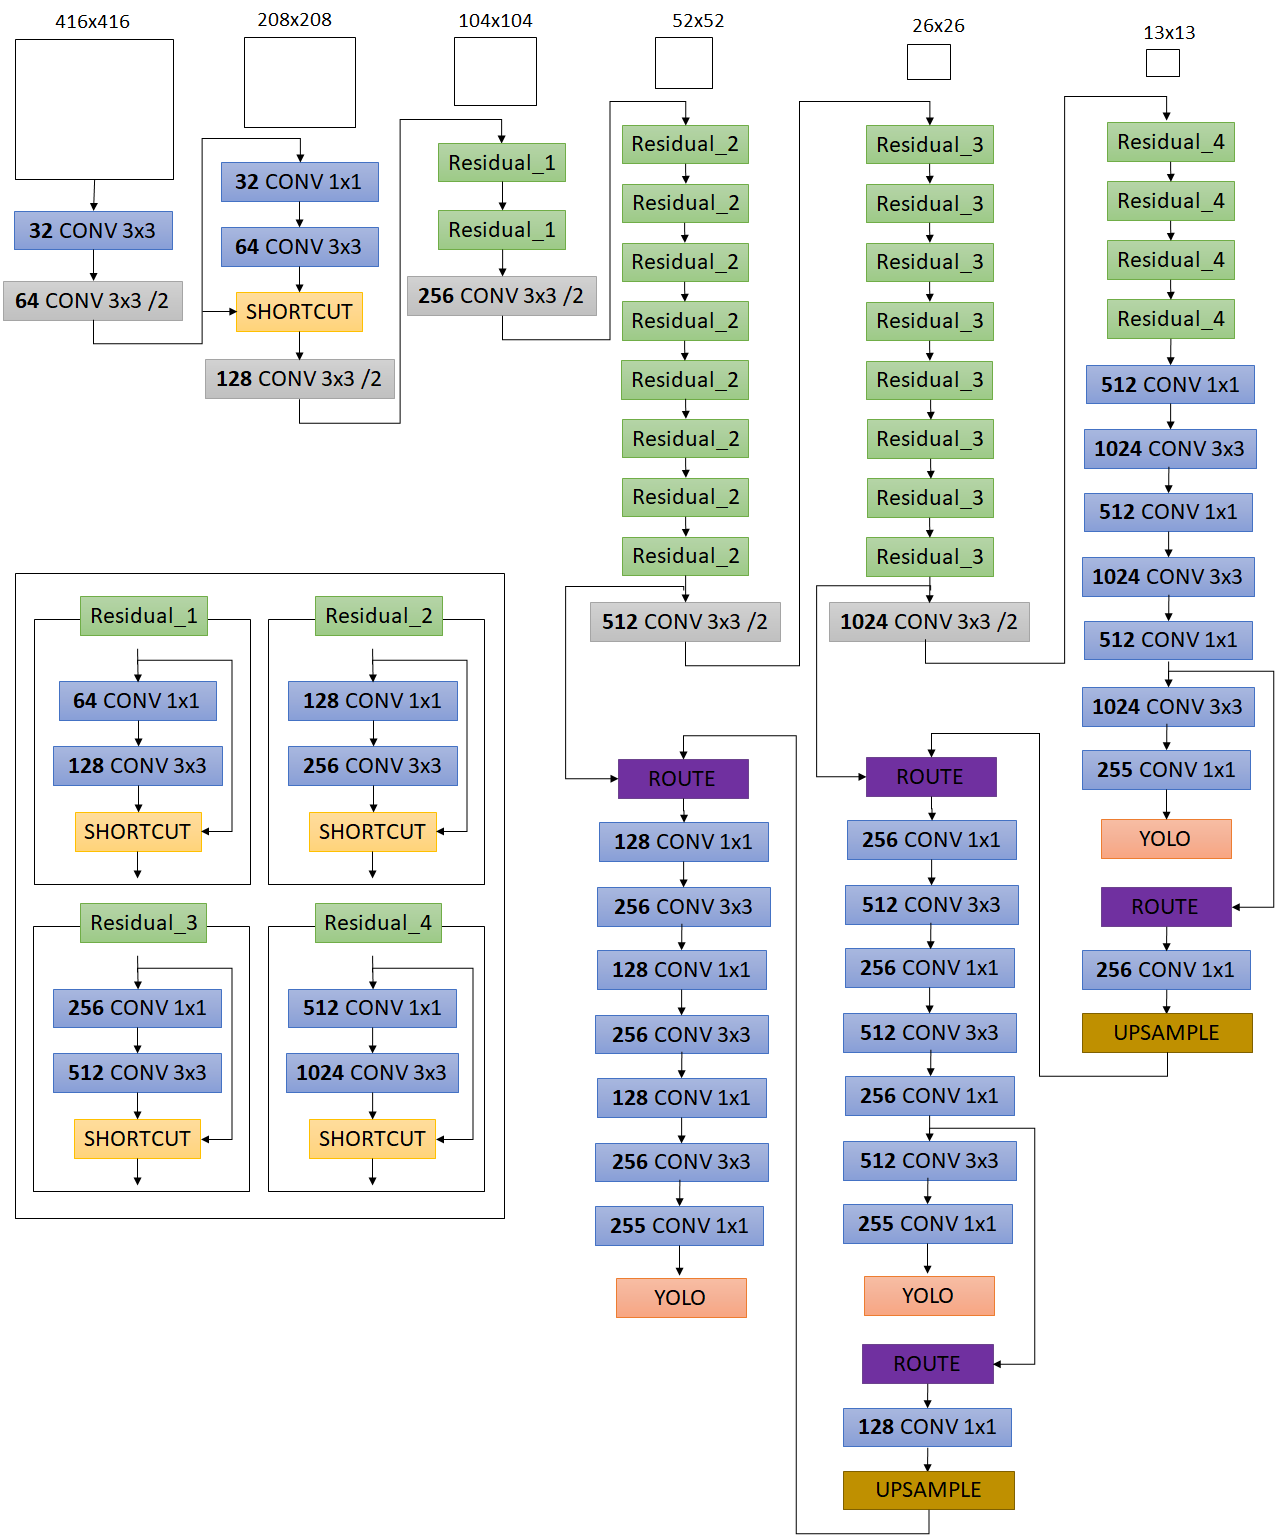 416x416
32 CONV 3x3
64 CONV 3x3 /2
208x208
32 CONV 1x1
64 CONV 3x3
SHORTCUT
128 CONV 3x3 /2
104x104
Residual_1
Residual_1
256 CONV 3x3 /2
52x52
Residual_2
Residual_2
Residual_2
Residual_2
Residual_2
Residual_2
Residual_2
Residual_2
512 CONV 3x3 /2
26x26
Residual_3
Residual_3
Residual_3
Residual_3
Residual_3
Residual_3
Residual_3
Residual_3
1024 CONV 3x3 /2
13x13
Residual_4
Residual_4
Residual_4
Residual_4
512 CONV 1x1
1024 CONV 3x3
512 CONV 1x1
1024 CONV 3x3
512 CONV 1x1
1024 CONV 3x3
255 CONV 1x1
YOLO
ROUTE
256 CONV 1x1
UPSAMPLE
ROUTE
256 CONV 1x1
512 CONV 3x3
256 CONV 1x1
512 CONV 3x3
256 CONV 1x1
512 CONV 3x3
255 CONV 1x1
YOLO
ROUTE
128 CONV 1x1
UPSAMPLE
ROUTE
128 CONV 1x1
256 CONV 3x3
128 CONV 1x1
256 CONV 3x3
128 CONV 1x1
256 CONV 3x3
255 CONV 1x1
YOLO
Residual_1
64 CONV 1x1
128 CONV 3x3
SHORTCUT
Residual_2
128 CONV 1x1
256 CONV 3x3
SHORTCUT
Residual_3
256 CONV 1x1
512 CONV 3x3
SHORTCUT
Residual_4
512 CONV 1x1
1024 CONV 3x3
SHORTCUT